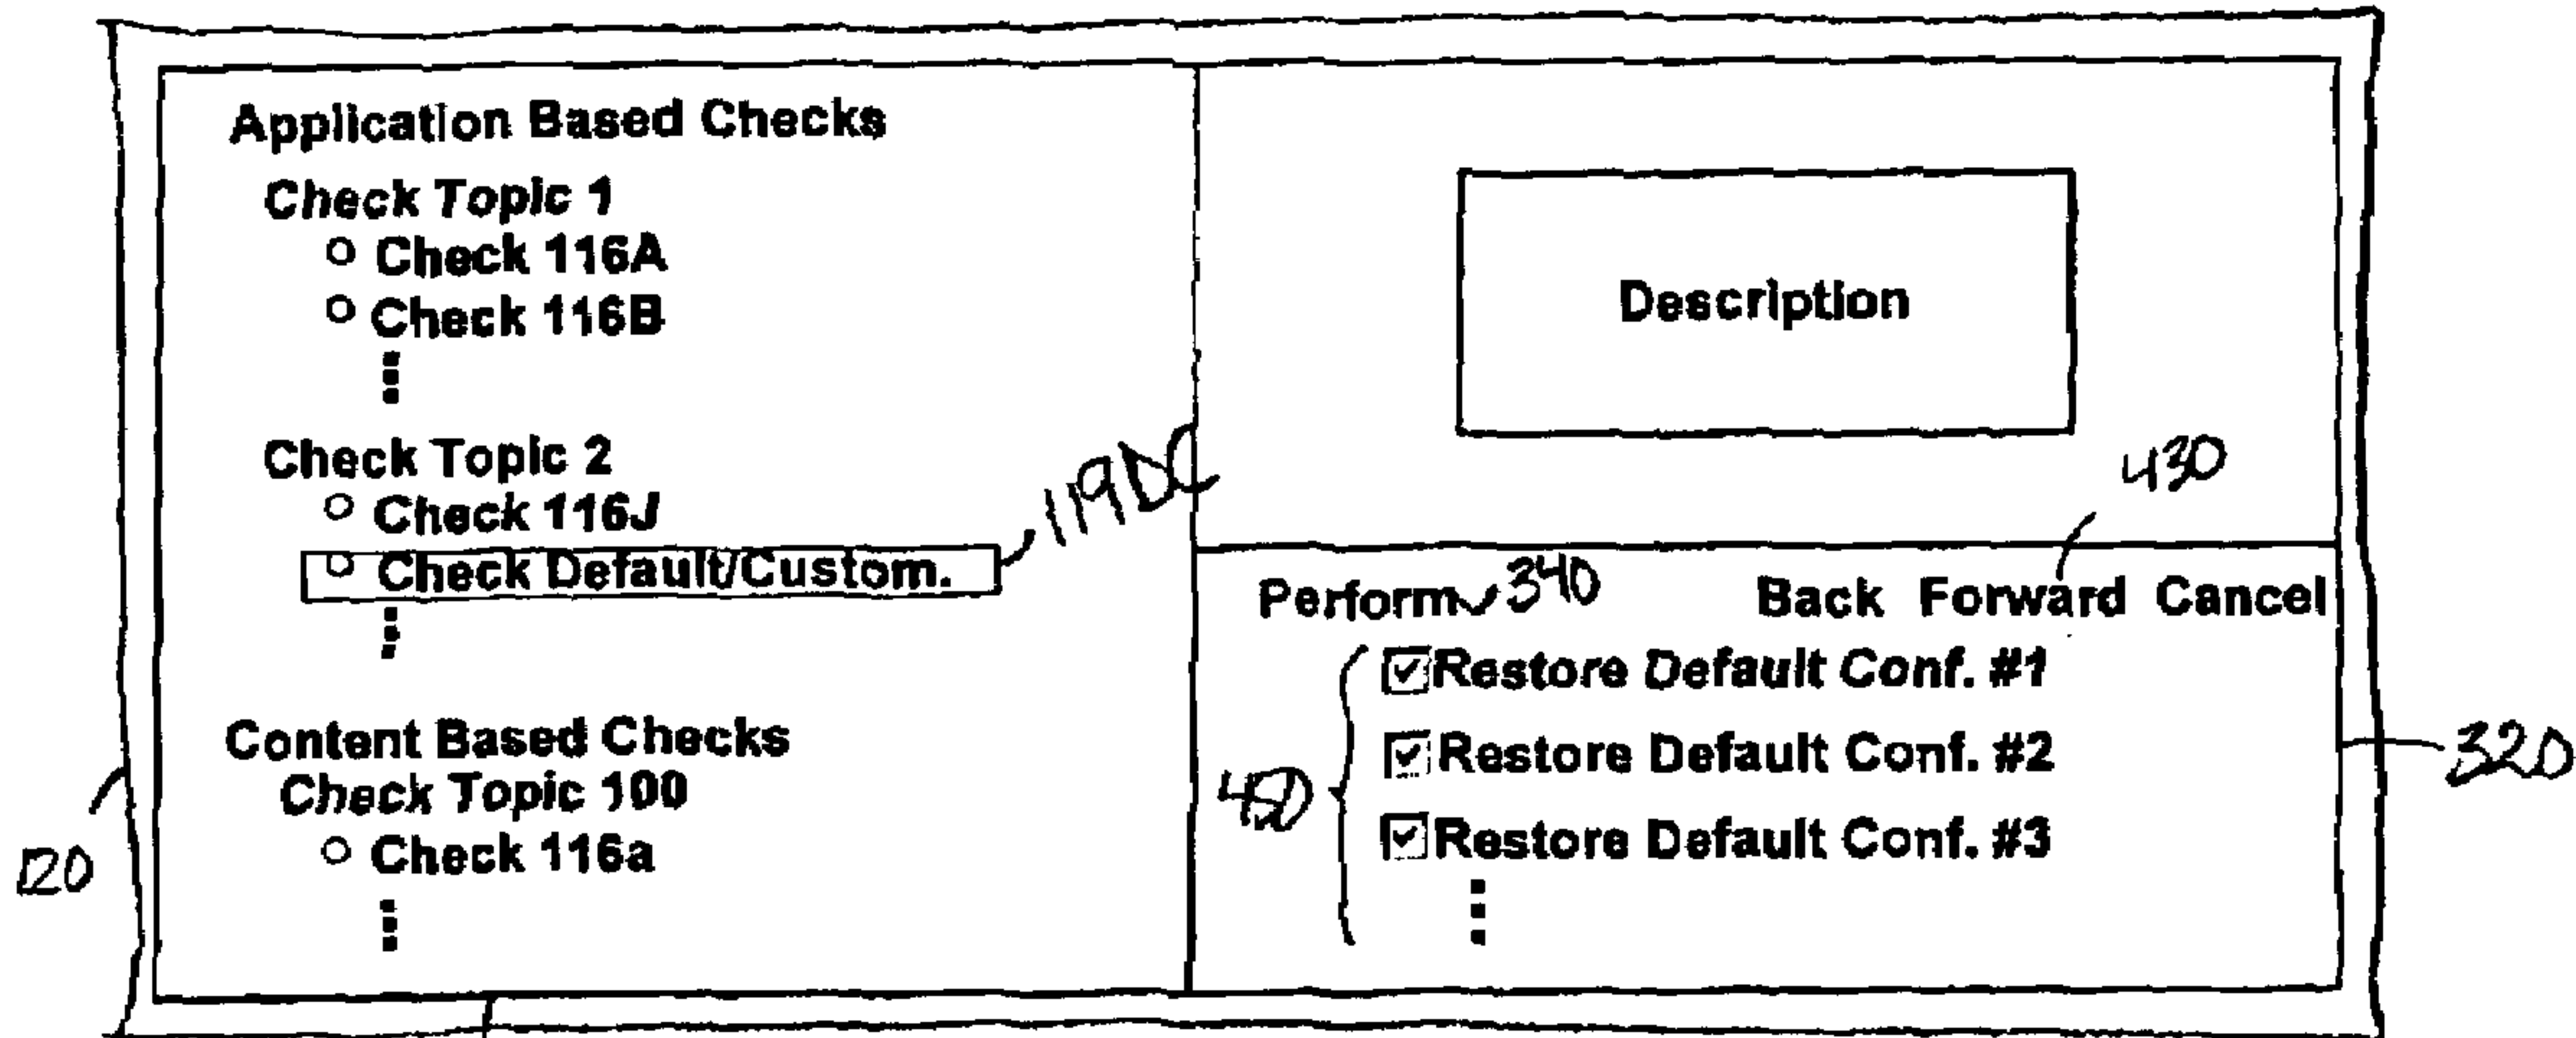 Application Based Checks
Check Topic 1
Check 116A
Check 116B
Check Topic 2
Check 116J
Check Default/Custom.
119DC
Content Based Checks
Check Topic 100
Check 116a
120
Description
430
Perform 340 Back Forward Cancel
Restore Default Conf. #1
Restore Default Conf. #2
Restore Default Conf. #3
320